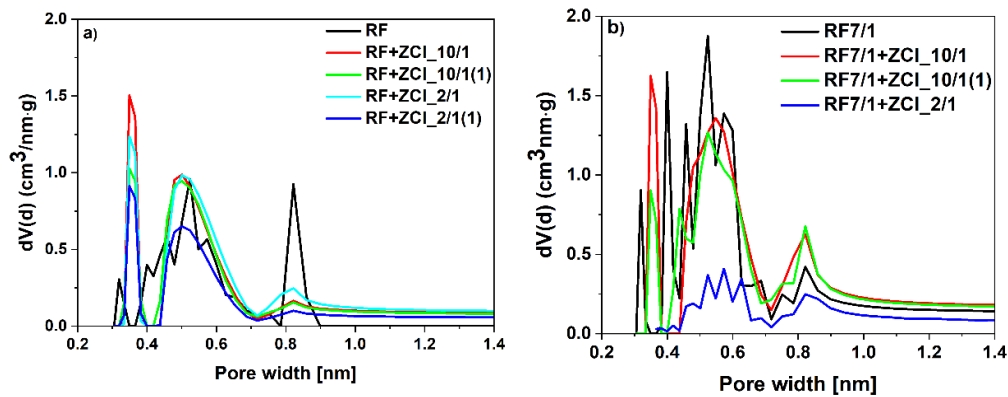 a)
RF
RF+ZCl_10/1
RF+ZCl_10/1(1)
RF+ZCl_2/1
RF+ZCl_2/1(1)
dV(d) (cm³/nm·g)
2.0
1.5
1.0
0.5
0.0
0.2 0.4 0.6 0.8 1.0 1.2 1.4
Pore width [nm]
b)
RF7/1
RF7/1+ZCl_10/1
RF7/1+ZCl_10/1(1)
RF7/1+ZCl_2/1
dV(d) (cm³nm·g)
2.0
1.5
1.0
0.5
0.0
0.2 0.4 0.6 0.8 1.0 1.2 1.4
Pore width [nm]